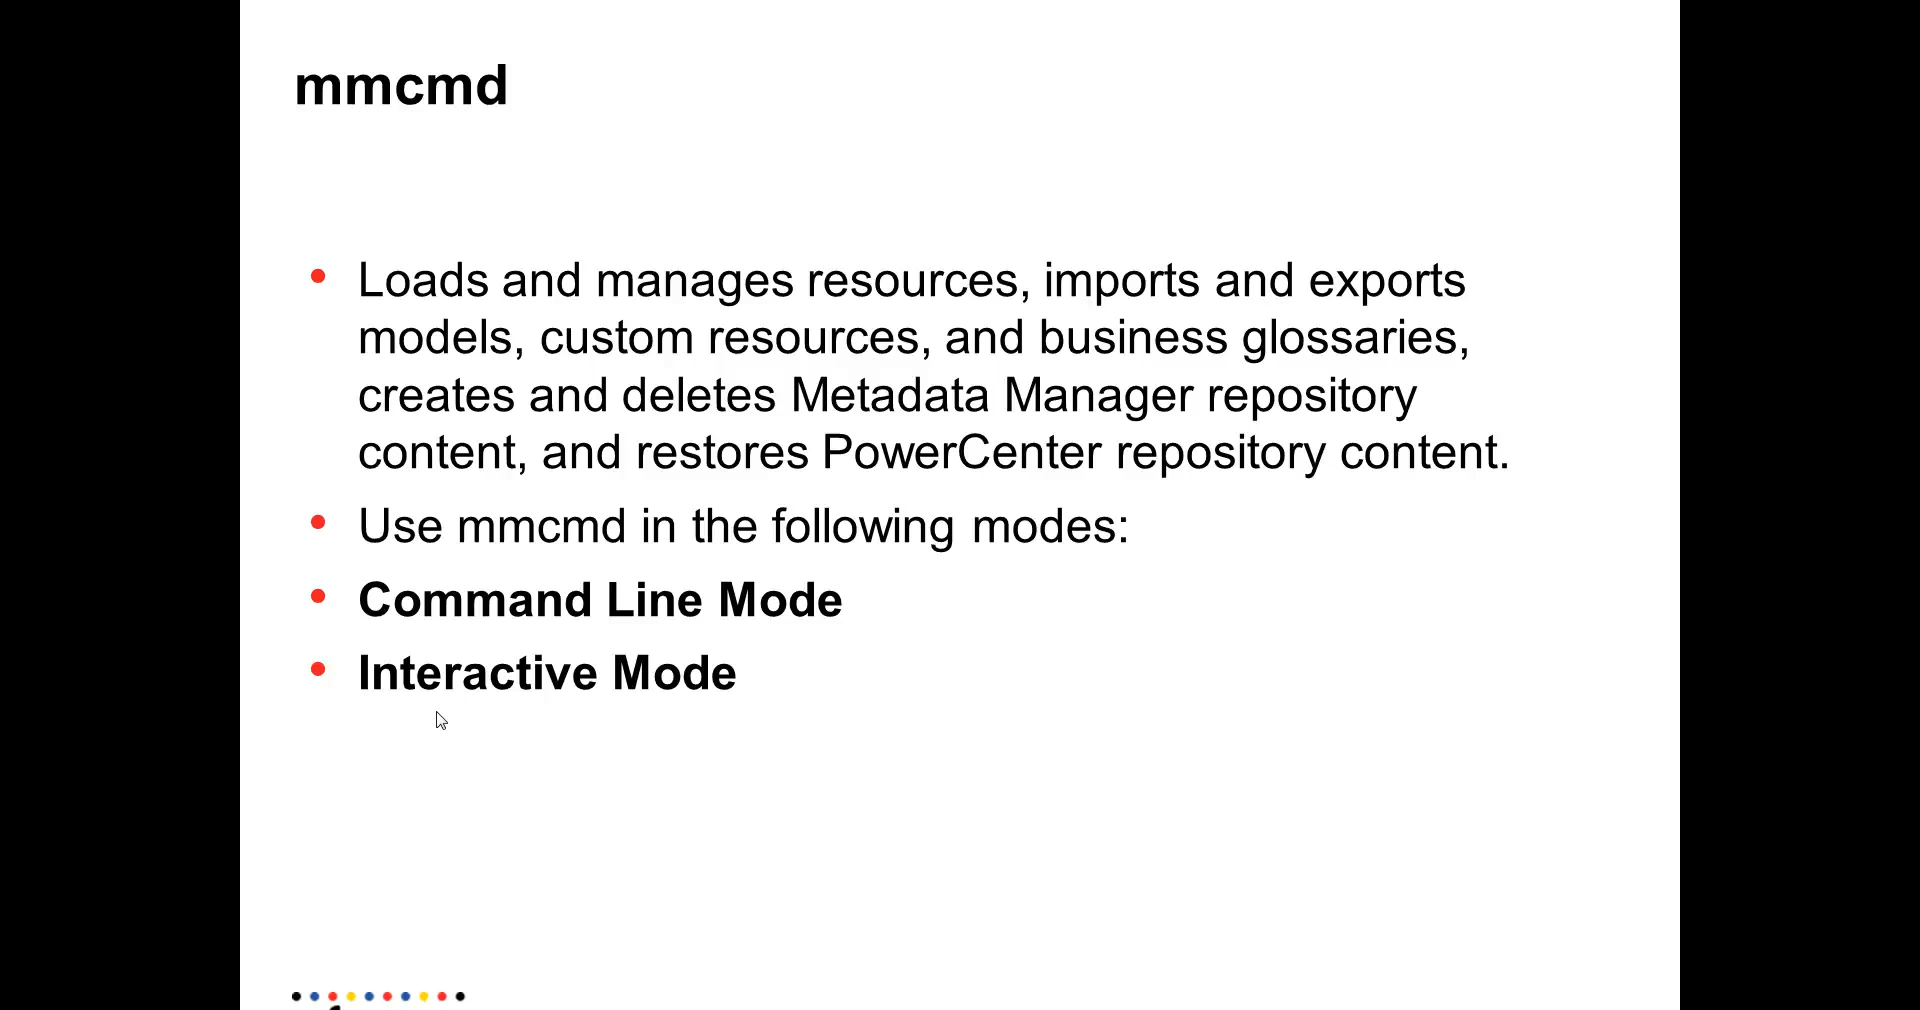 mmcmd
Loads and manages resources, imports and exports
models, custom resources, and business glossaries,
creates and deletes Metadata Manager repository
content, and restores PowerCenter repository content.
Use mmcmd in the following modes:
Command Line Mode
Interactive Mode